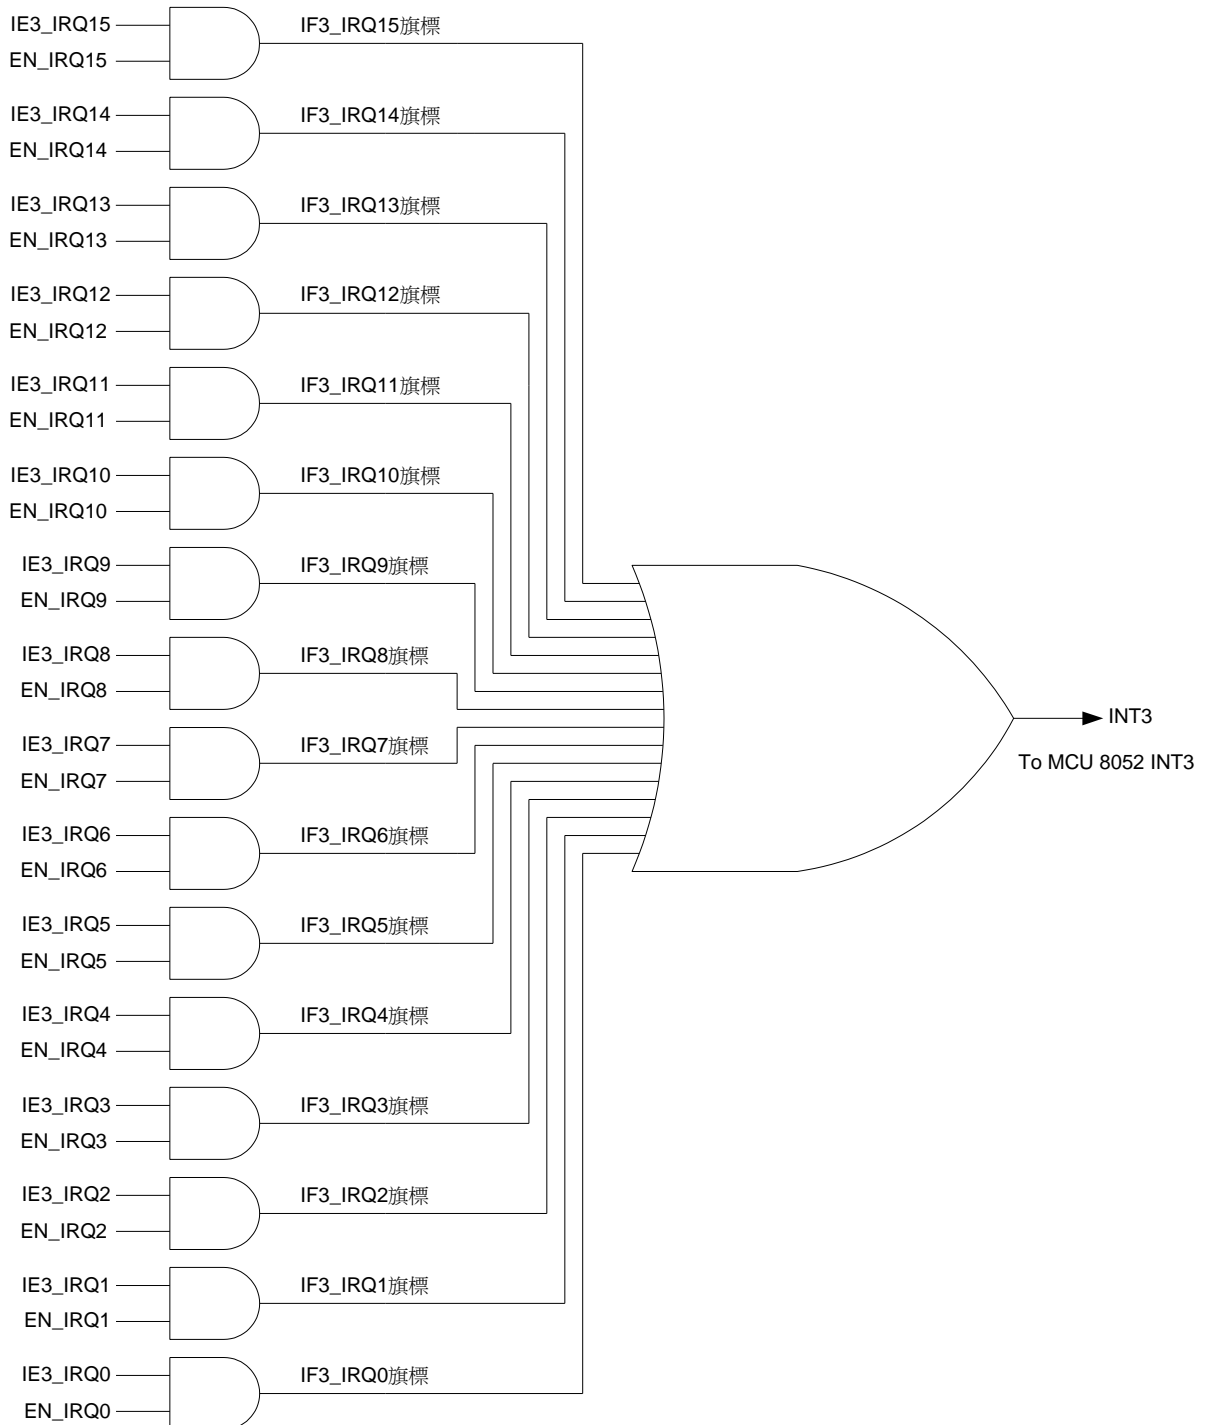 IE3_IRQ15
IF3_IRQ15旗標
EN_IRQ15
IE3_IRQ14
IF3_IRQ14旗標
EN_IRQ14
IE3_IRQ13
IF3_IRQ13旗標
EN_IRQ13
IE3_IRQ12
IF3_IRQ12旗標
EN_IRQ12
IE3_IRQ11
IF3_IRQ11旗標
EN_IRQ11
IE3_IRQ10
IF3_IRQ10旗標
EN_IRQ10
IE3_IRQ9
IF3_IRQ9旗標
EN_IRQ9
IE3_IRQ8
IF3_IRQ8旗標
EN_IRQ8
IE3_IRQ7
IF3_IRQ7旗標
EN_IRQ7
IE3_IRQ6
IF3_IRQ6旗標
EN_IRQ6
IE3_IRQ5
IF3_IRQ5旗標
EN_IRQ5
IE3_IRQ4
IF3_IRQ4旗標
EN_IRQ4
IE3_IRQ3
IF3_IRQ3旗標
EN_IRQ3
IE3_IRQ2
IF3_IRQ2旗標
EN_IRQ2
IE3_IRQ1
IF3_IRQ1旗標
EN_IRQ1
IE3_IRQ0
IF3_IRQ0旗標
EN_IRQ0
INT3
To MCU 8052 INT3